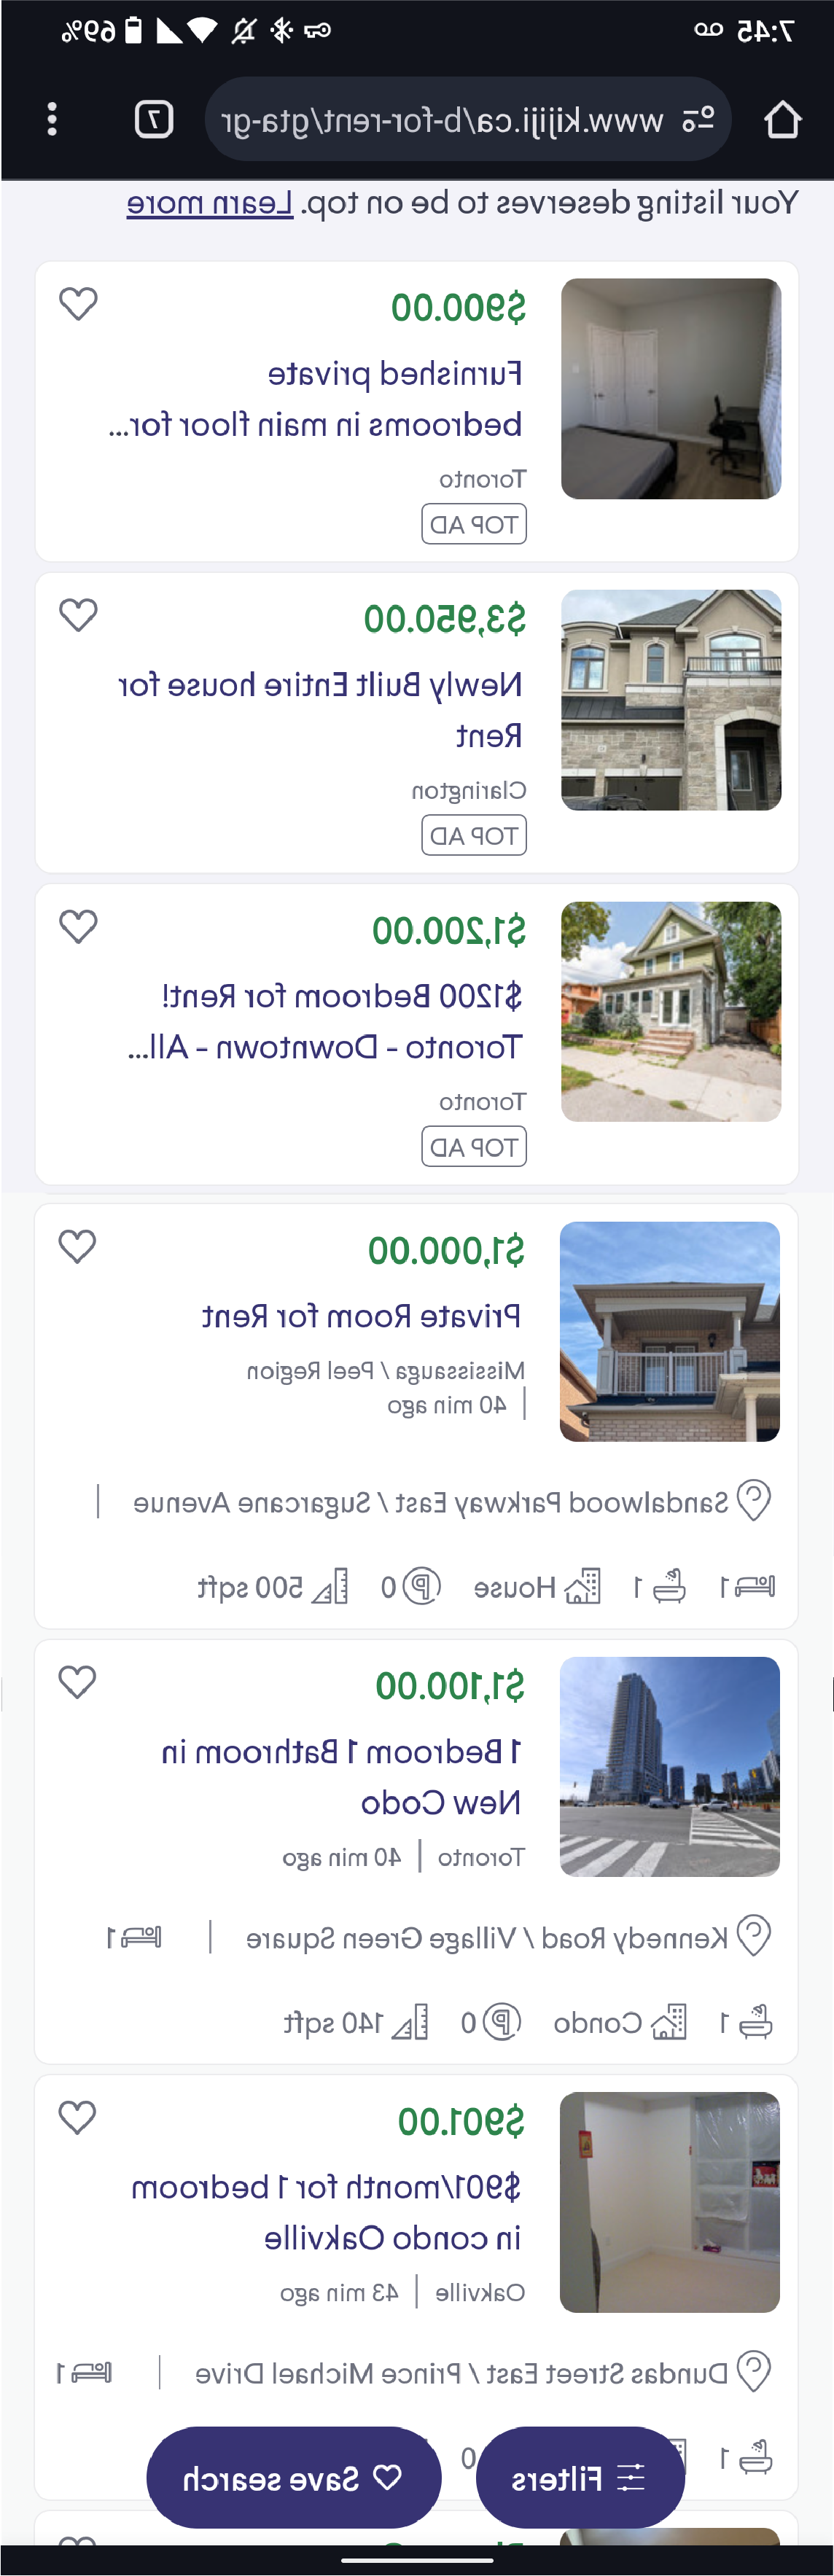 7:45
69%
www.kijiji.ca/b-for-rent/gta-gr
7
Your listing deserves to be on top. Learn more
$900.00
Furnished private
bedrooms in main floor for...
Toronto
TOP AD
$3,950.00
Newly Built Entire house for
Rent
Clarington
TOP AD
$1,200.00
$1200 Bedroom for Rent!
Toronto - Downtown - All...
Toronto
TOP AD
$1,000.00
Private Room for Rent
Mississauga / Peel Region
| 40 min ago
Sandalwood Parkway East / Sugarcane Avenue |
1 1 House P 0 500 sqft
$1,100.00
1 Bedroom 1 Bathroom in
New Codo
Toronto | 40 min ago
Kennedy Road / Village Green Square | 1
1 Condo P 0 140 sqft
$901.00
$901/month for 1 bedroom
in condo Oakville
Oakville | 43 min ago
Dundas Street East / Prince Michael Drive | 1
1 0
Filters
Save search